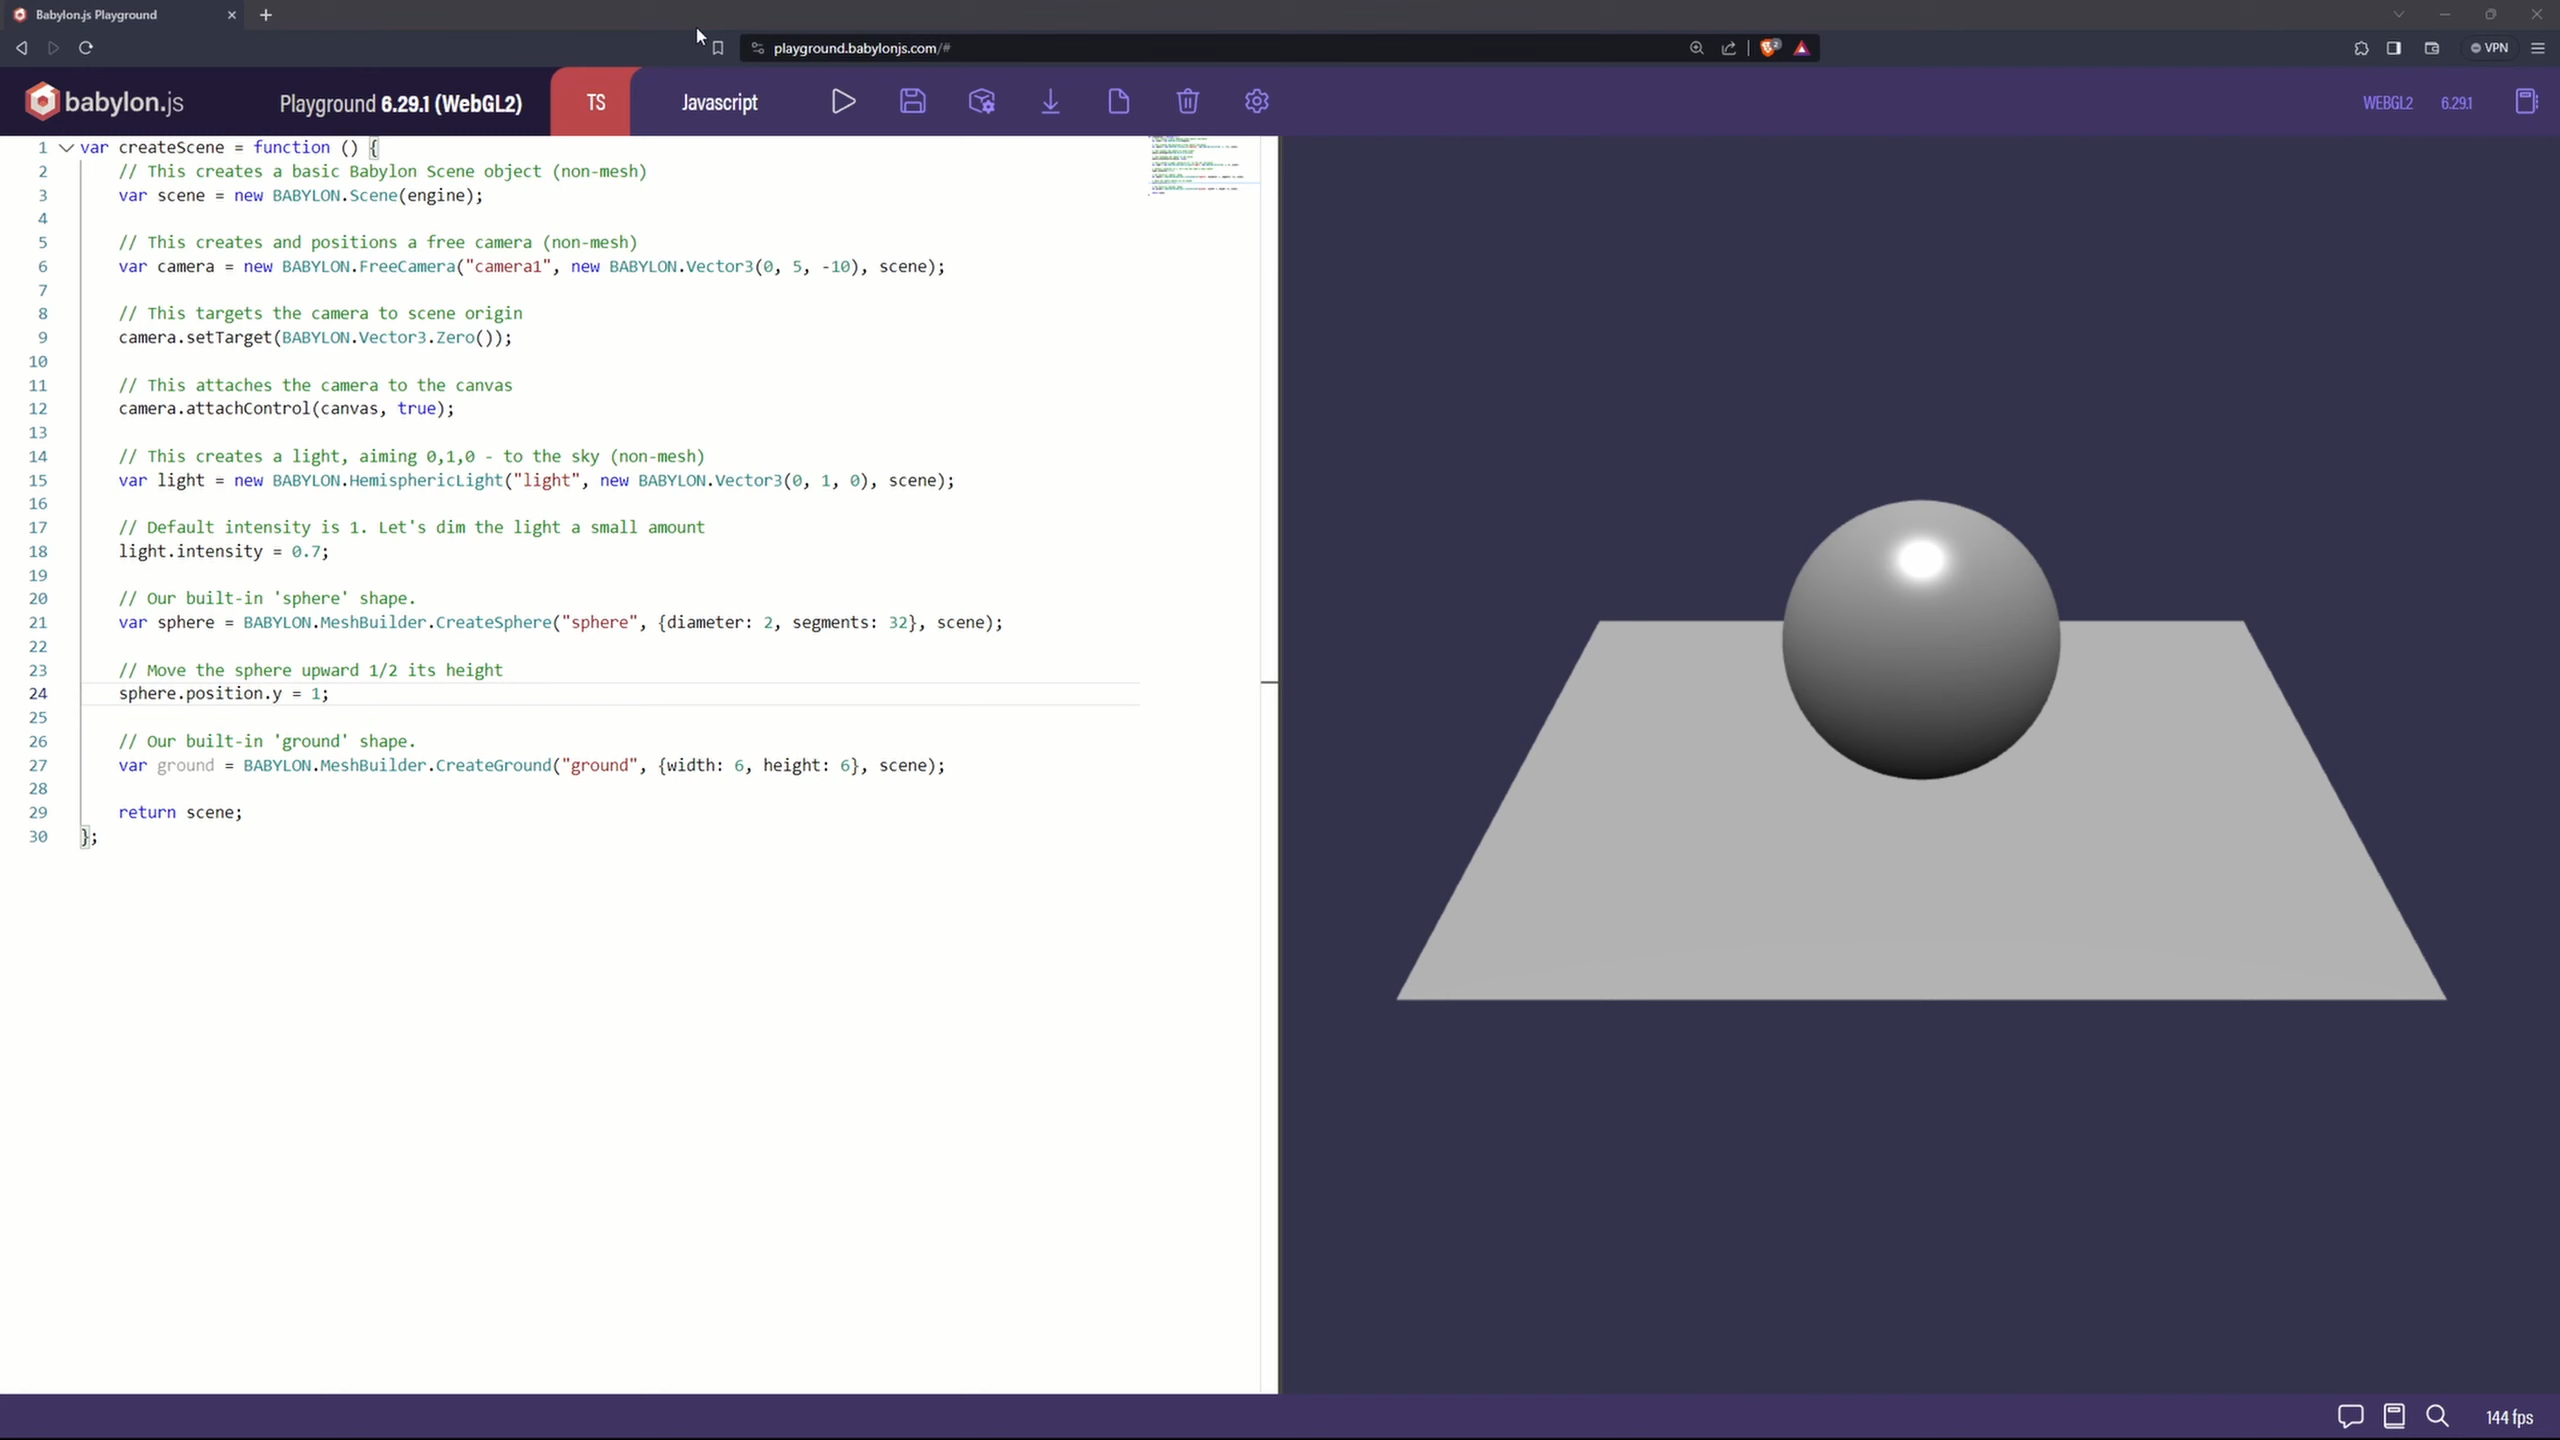 Babylon.js Playground
playground.babylonjs.com/#
2
VPN
babylon.js
Playground 6.29.1 (WebGL2)
TS
Javascript
WEBGL2
6.29.1
1 var createScene = function () {
2 // This creates a basic Babylon Scene object (non-mesh)
3 var scene = new BABYLON.Scene(engine);
4
5 // This creates and positions a free camera (non-mesh)
6 var camera = new BABYLON.FreeCamera("camera1", new BABYLON.Vector3(0, 5, -10), scene);
7
8 // This targets the camera to scene origin
9 camera.setTarget(BABYLON.Vector3.Zero());
10
11 // This attaches the camera to the canvas
12 camera.attachControl(canvas, true);
13
14 // This creates a light, aiming 0,1,0 - to the sky (non-mesh)
15 var light = new BABYLON.HemisphericLight("light", new BABYLON.Vector3(0, 1, 0), scene);
16
17 // Default intensity is 1. Let's dim the light a small amount
18 light.intensity = 0.7;
19
20 // Our built-in 'sphere' shape.
21 var sphere = BABYLON.MeshBuilder.CreateSphere("sphere", {diameter: 2, segments: 32}, scene);
22
23 // Move the sphere upward 1/2 its height
24 sphere.position.y = 1;
25
26 // Our built-in 'ground' shape.
27 var ground = BABYLON.MeshBuilder.CreateGround("ground", {width: 6, height: 6}, scene);
28
29 return scene;
30 };
144 fps